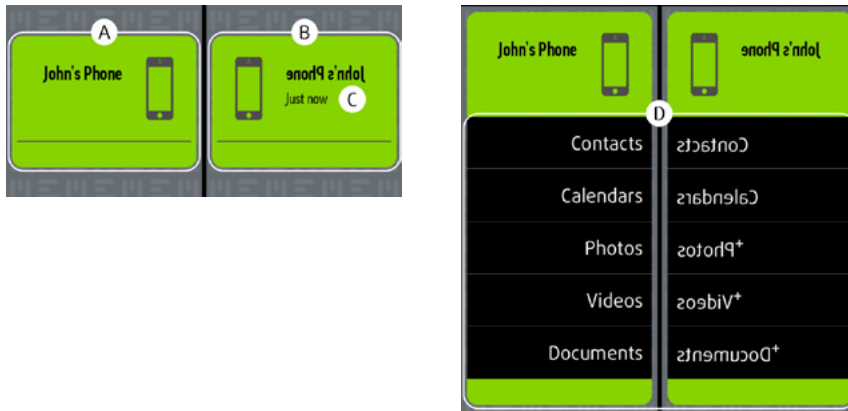 A
B
John's Phone
John's Phone
Just now
C
John's Phone
John's Phone
D
Contacts
Contacts
Calendars
Calendars
Photos
+Photos
Videos
+Videos
Documents
+Documents